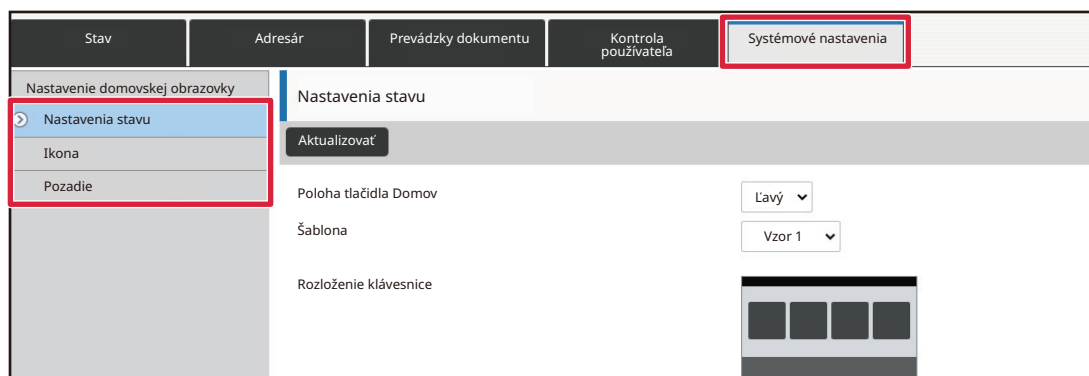 Stav
Adresár
Prevádzky dokumentu
Kontrola
používateľa
Systémové nastavenia
Nastavenie domovskej obrazovky
Nastavenia stavu
Ikona
Pozadie
Nastavenia stavu
Aktualizovať
Poloha tlačidla Domov
Ľavý
Šablona
Vzor 1
Rozloženie klávesnice